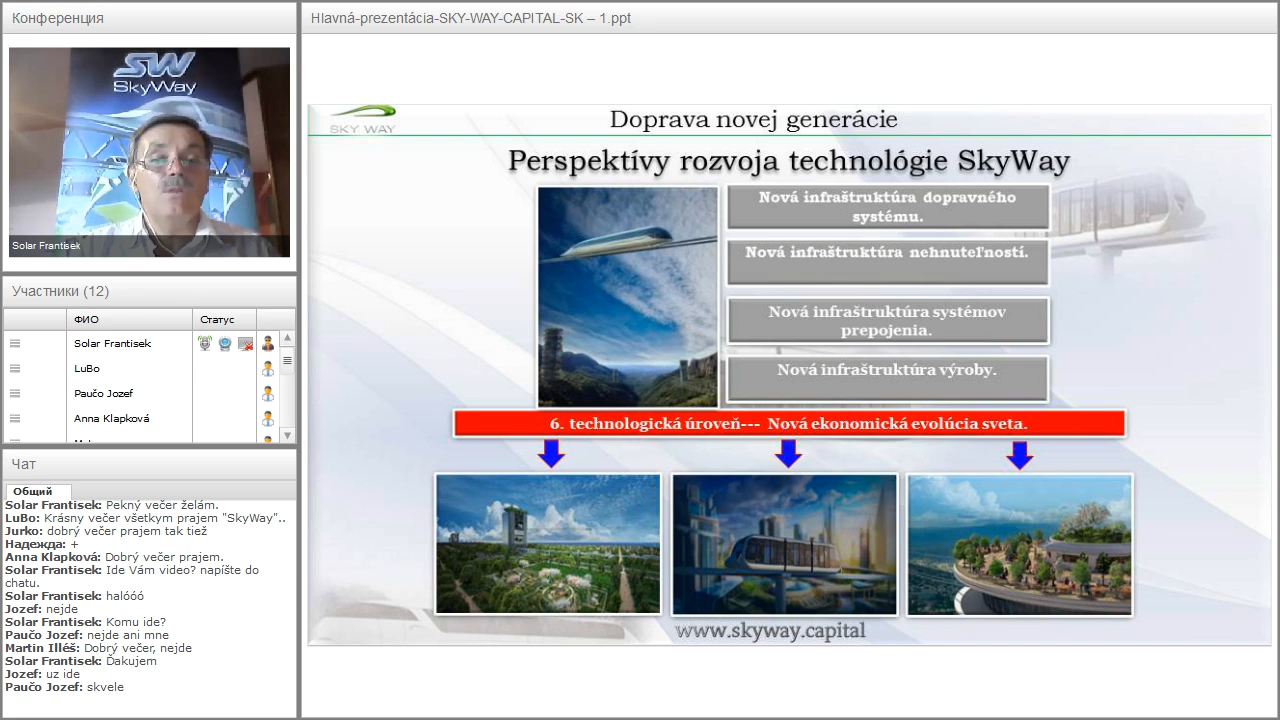 Конференция
SW
SkyWay
Solar Frantisek
Участники (12)
ФИО
Статус
Solar Frantisek
LuBo
Paučo Jozef
Anna Klapková
Чат
Общий
Solar Frantisek: Pekný večer želám.
LuBo: Krásny večer všetkym prajem "SkyWay"..
Jurko: dobrý večer prajem tak tiež
Надежда: +
Anna Klapková: Dobrý večer prajem.
Solar Frantisek: Ide Vám video? napíšte do
chatu.
Solar Frantisek: halóóó
Jozef: nejde
Solar Frantisek: Komu ide?
Paučo Jozef: nejde ani mne
Martin Illéš: Dobrý večer, nejde
Solar Frantisek: Ďakujem
Jozef: uz ide
Paučo Jozef: skvele
Hlavná-prezentácia-SKY-WAY-CAPITAL-SK – 1.ppt
SKY WAY
Doprava novej generácie
Perspektívy rozvoja technológie SkyWay
Nová infraštruktúra dopravného
systému.
Nová infraštruktúra nehnuteľností.
Nová infraštruktúra systémov
prepojenia.
Nová infraštruktúra výroby.
6. technologická úroveň--- Nová ekonomická evolúcia sveta.
www.skyway.capital